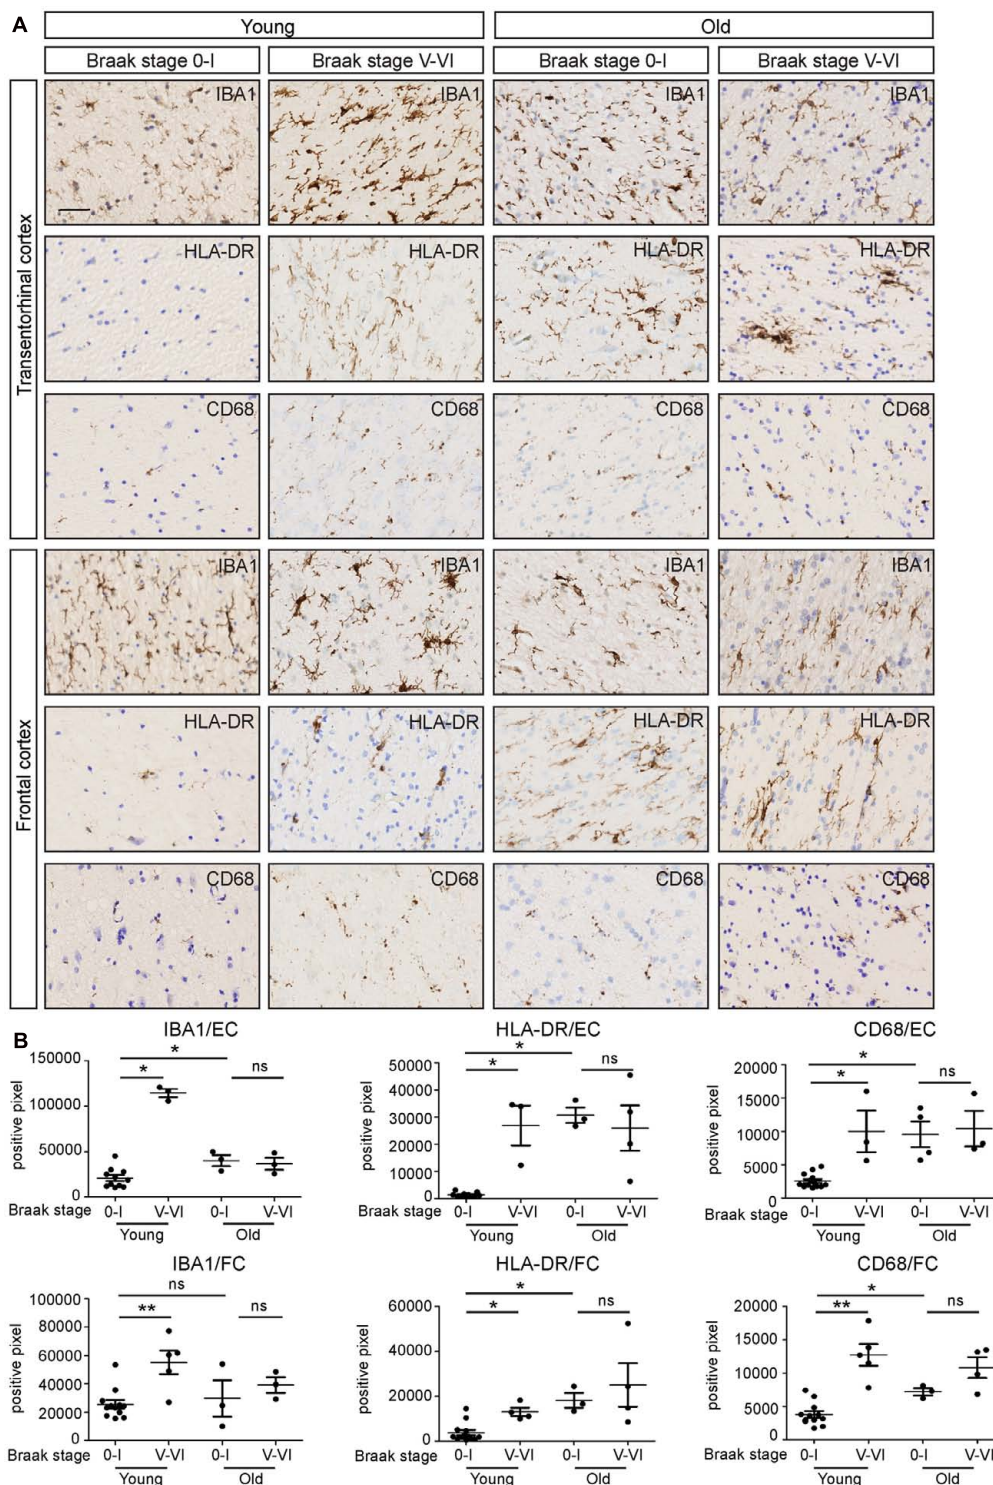 A
Young
Old
Braak stage 0-I
Braak stage V-VI
Braak stage 0-I
Braak stage V-VI
Transentorhinal cortex
IBA1
IBA1
IBA1
IBA1
HLA-DR
HLA-DR
HLA-DR
HLA-DR
CD68
CD68
CD68
CD68
Frontal cortex
IBA1
IBA1
IBA1
IBA1
HLA-DR
HLA-DR
HLA-DR
HLA-DR
CD68
CD68
CD68
CD68
B
IBA1/EC
positive pixel
150000
100000
50000
0
*
*
ns
Braak stage
0-I
V-VI
0-I
V-VI
Young
Old
HLA-DR/EC
positive pixel
50000
40000
30000
20000
10000
0
*
*
ns
Braak stage
0-I
V-VI
0-I
V-VI
Young
Old
CD68/EC
positive pixel
20000
15000
10000
5000
0
*
*
ns
Braak stage
0-I
V-VI
0-I
V-VI
Young
Old
IBA1/FC
positive pixel
100000
80000
60000
40000
20000
0
ns
**
ns
Braak stage
0-I
V-VI
0-I
V-VI
Young
Old
HLA-DR/FC
positive pixel
60000
40000
20000
0
*
*
ns
Braak stage
0-I
V-VI
0-I
V-VI
Young
Old
CD68/FC
positive pixel
20000
15000
10000
5000
0
*
**
ns
Braak stage
0-I
V-VI
0-I
V-VI
Young
Old